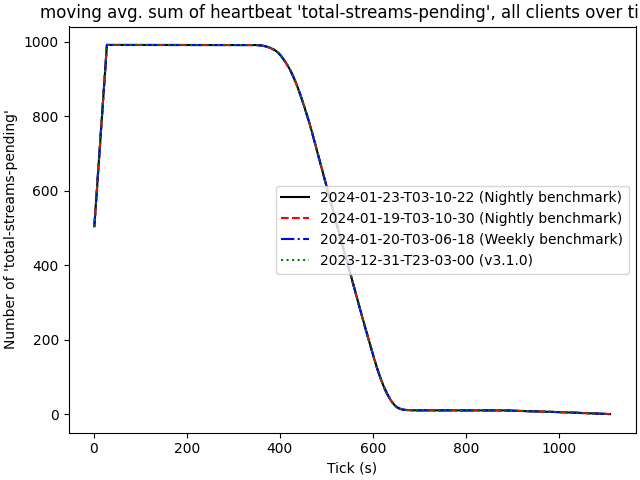 moving avg. sum of heartbeat 'total-streams-pending', all clients over ti
1000
800
600
400
200
0
Number of 'total-streams-pending'
2024-01-23-T03-10-22 (Nightly benchmark)
2024-01-19-T03-10-30 (Nightly benchmark)
2024-01-20-T03-06-18 (Weekly benchmark)
2023-12-31-T23-03-00 (v3.1.0)
0 200 400 600 800 1000
Tick (s)